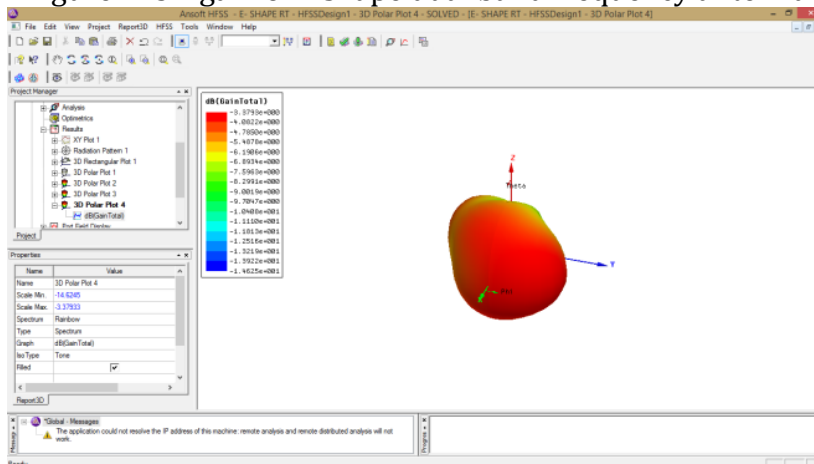 Ansoft HFSS - E- SHAPE RT - HFSSDesign1 - 3D Polar Plot 4 - SOLVED - [E- SHAPE RT - HFSSDesign1 - 3D Polar Plot 4]
File Edit View Project Report3D HFSS Tools Window Help
Project Manager
Analysis
Optimetrics
Results
XY Plot 1
Radiation Pattern 1
3D Rectangular Plot 1
3D Polar Plot 1
3D Polar Plot 2
3D Polar Plot 3
3D Polar Plot 4
dB(GainTotal)
Port Field Display
Project
Properties
Name Value
Name 3D Polar Plot 4
Scale Min. -14.6245
Scale Max. -3.37933
Spectrum Rainbow
Type Spectrum
Graph dB(GainTotal)
IsoType Tone
Filled
Report3D
dB(GainTotal)
-3.3793e+000
-4.0822e+000
-4.7850e+000
-5.4878e+000
-6.1906e+000
-6.8934e+000
-7.5963e+000
-8.2991e+000
-9.0019e+000
-9.7047e+000
-1.0408e+001
-1.1110e+001
-1.1813e+001
-1.2516e+001
-1.3219e+001
-1.3922e+001
-1.4625e+001
Z
Theta
Y
Phi
*Global - Messages
The application could not resolve the IP address of this machine: remote analysis and remote distributed analysis will not
work.